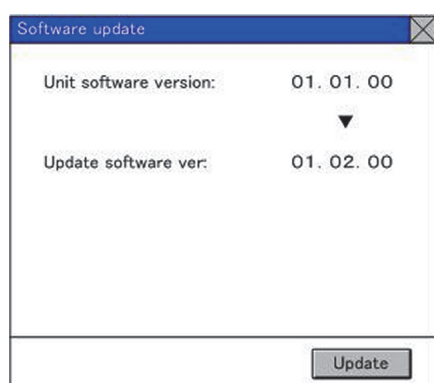 Software update
Unit software version: 01. 01. 00
▼
Update software ver: 01. 02. 00
Update